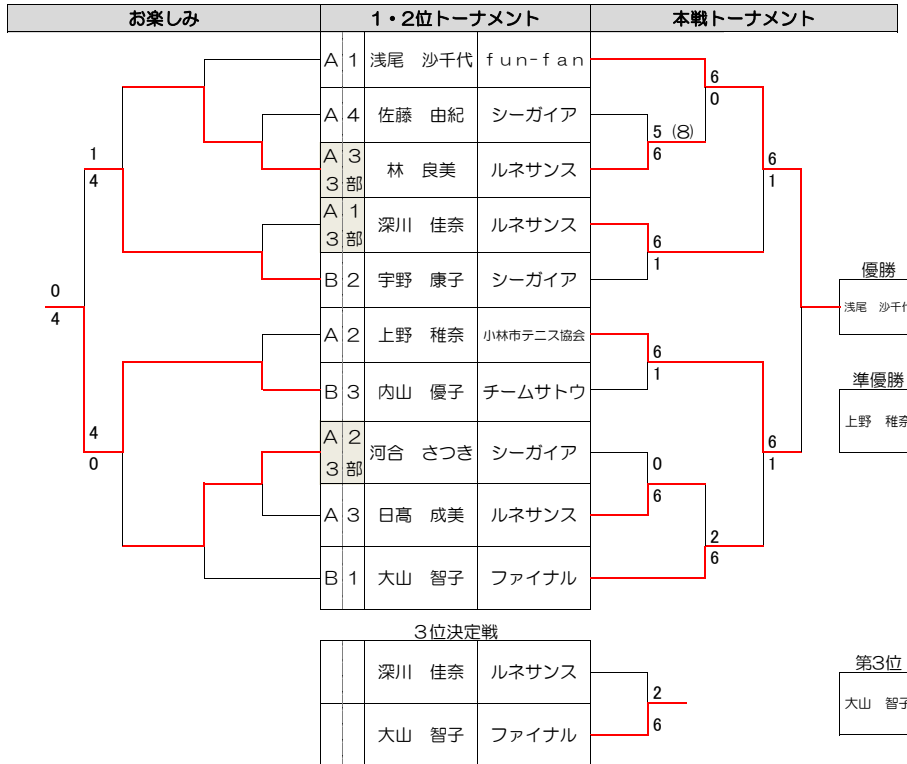 お楽しみ 1・2位トーナメント 本戦トーナメント
A 1 浅尾 沙千代 fun-fan
6
0
A 4 佐藤 由紀 シーガイア
5 (8)
6
1
4
A 3
3 部 林 良美 ルネサンス
6
1
A 1
3 部 深川 佳奈 ルネサンス
6
1
B 2 宇野 康子 シーガイア
優勝
浅尾 沙千
0
4
A 2 上野 稚奈 小林市テニス協会
6
1
準優勝
上野 稚奈
B 3 内山 優子 チームサトウ
4
0
A 2
3 部 河合 さつき シーガイア
6
1
0
6
A 3 日髙 成美 ルネサンス
2
6
B 1 大山 智子 ファイナル
3位決定戦
深川 佳奈 ルネサンス
2
6
大山 智子 ファイナル
第3位
大山 智子